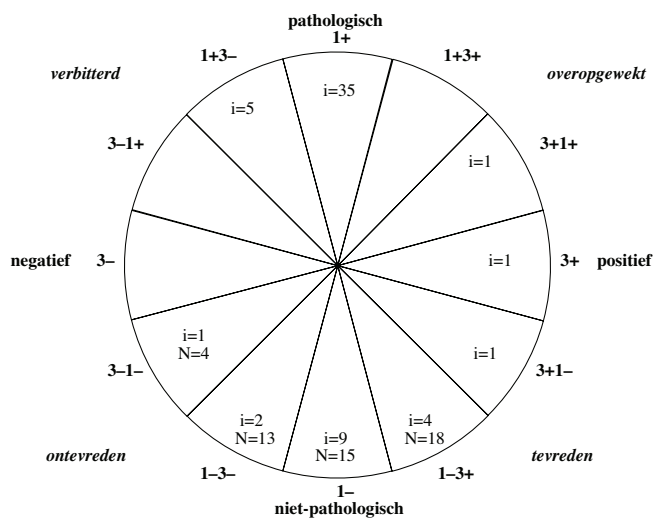 pathologisch
1+
1+3–
1+3+
verbitterd
overopgewekt
i=5
i=35
3–1+
3+1+
i=1
negatief
3–
i=1
3+
positief
i=1
N=4
i=1
3–1–
3+1–
i=2
N=13
i=9
N=15
i=4
N=18
ontevreden
tevreden
1–3–
1–3+
1–
niet-pathologisch